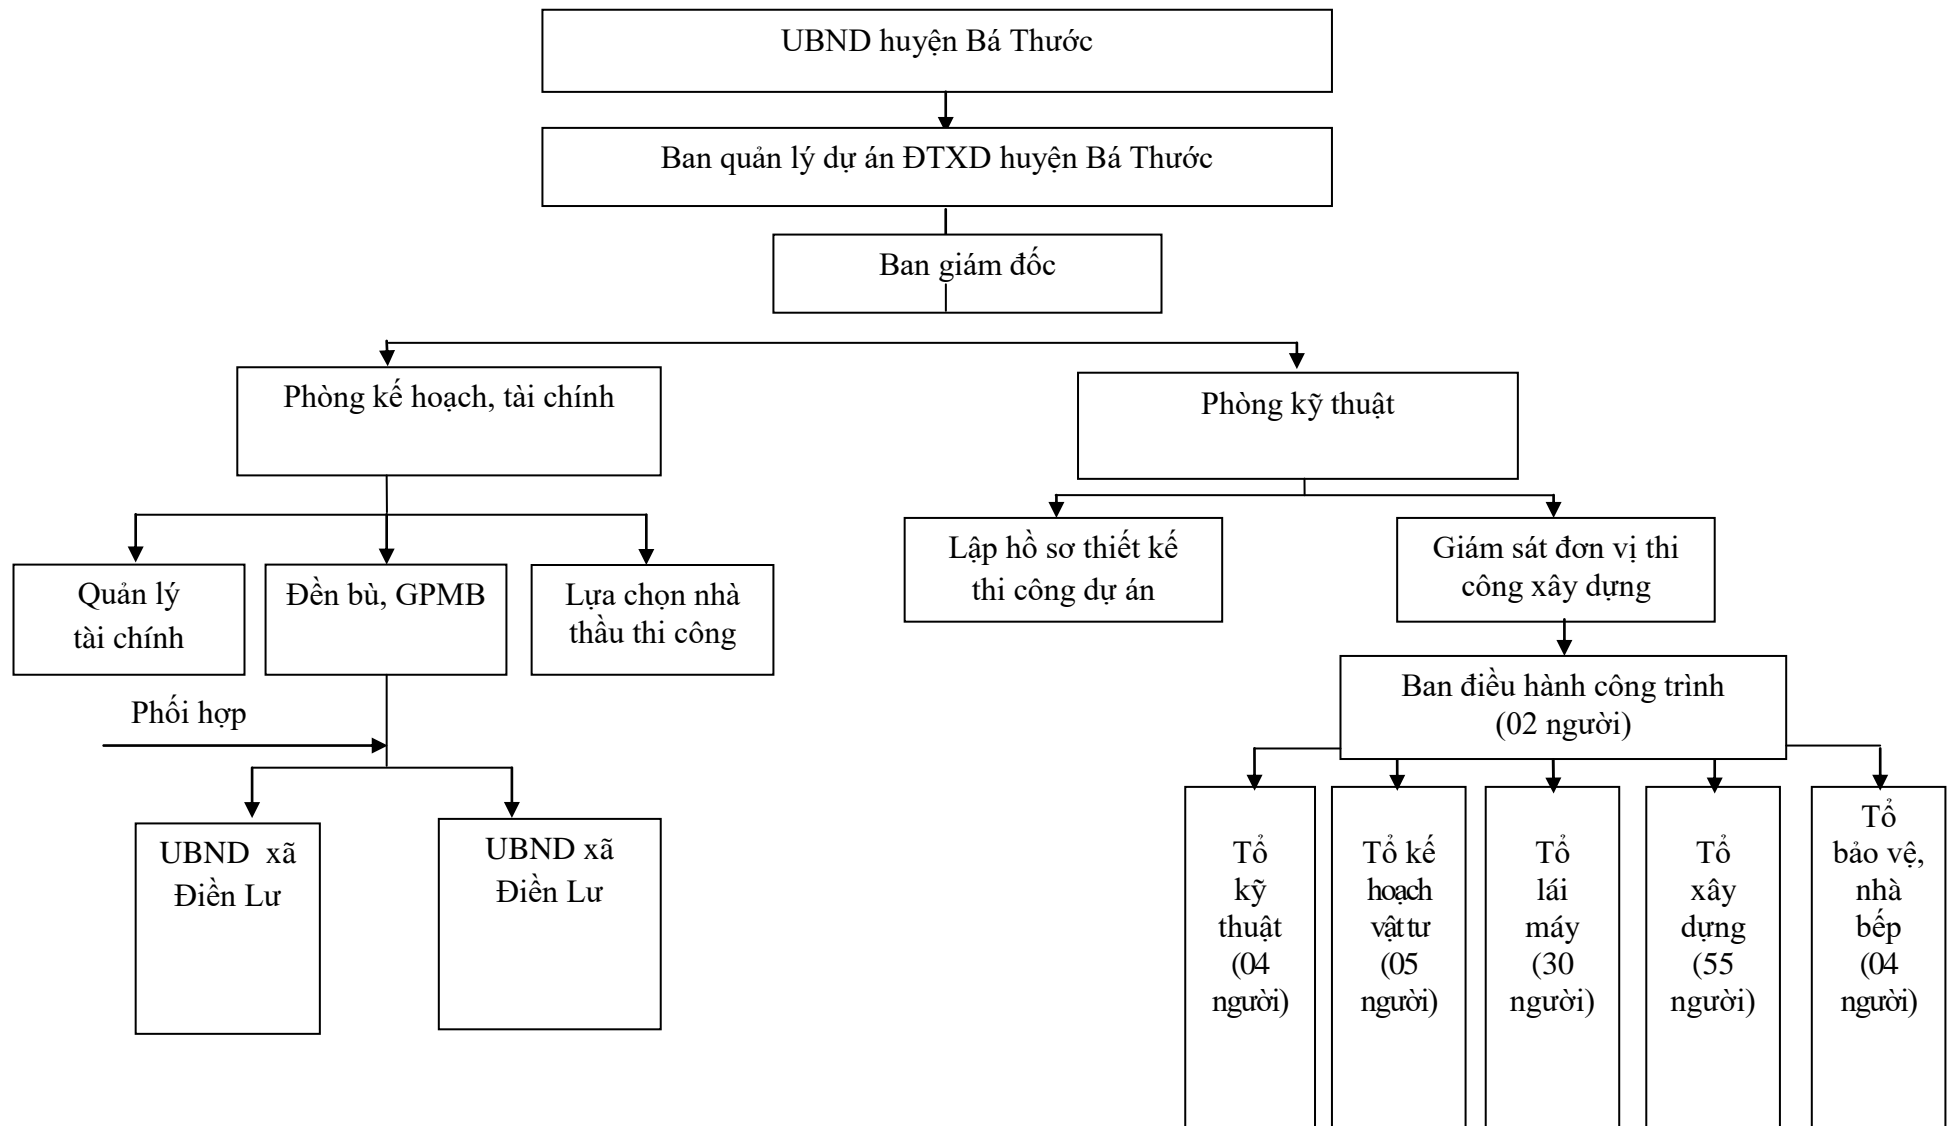 UBND huyện Bá Thước
Ban quản lý dự án ĐTXD huyện Bá Thước
Ban giám đốc
Phòng kế hoạch, tài chính
Phòng kỹ thuật
Quản lý
tài chính
Đền bù, GPMB
Lựa chọn nhà
thầu thi công
Lập hồ sơ thiết kế
thi công dự án
Giám sát đơn vị thi
công xây dựng
Phối hợp
UBND  xã
Điền Lư
UBND xã
Điền Lư
Ban điều hành công trình
(02 người)
Tổ
kỹ
thuật
(04
người)
Tổ kế
hoạch
vật tư
(05
người)
Tổ
lái
máy
(30
người)
Tổ
xây
dựng
(55
người)
Tổ
bảo vệ,
nhà
bếp
(04
người)